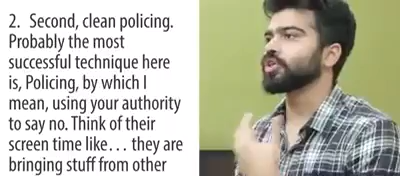 2. Second, clean policing.
Probably the most
successful technique here
is, Policing, by which I
mean, using your authority
to say no. Think of their
screen time like... they are
bringing stuff from other